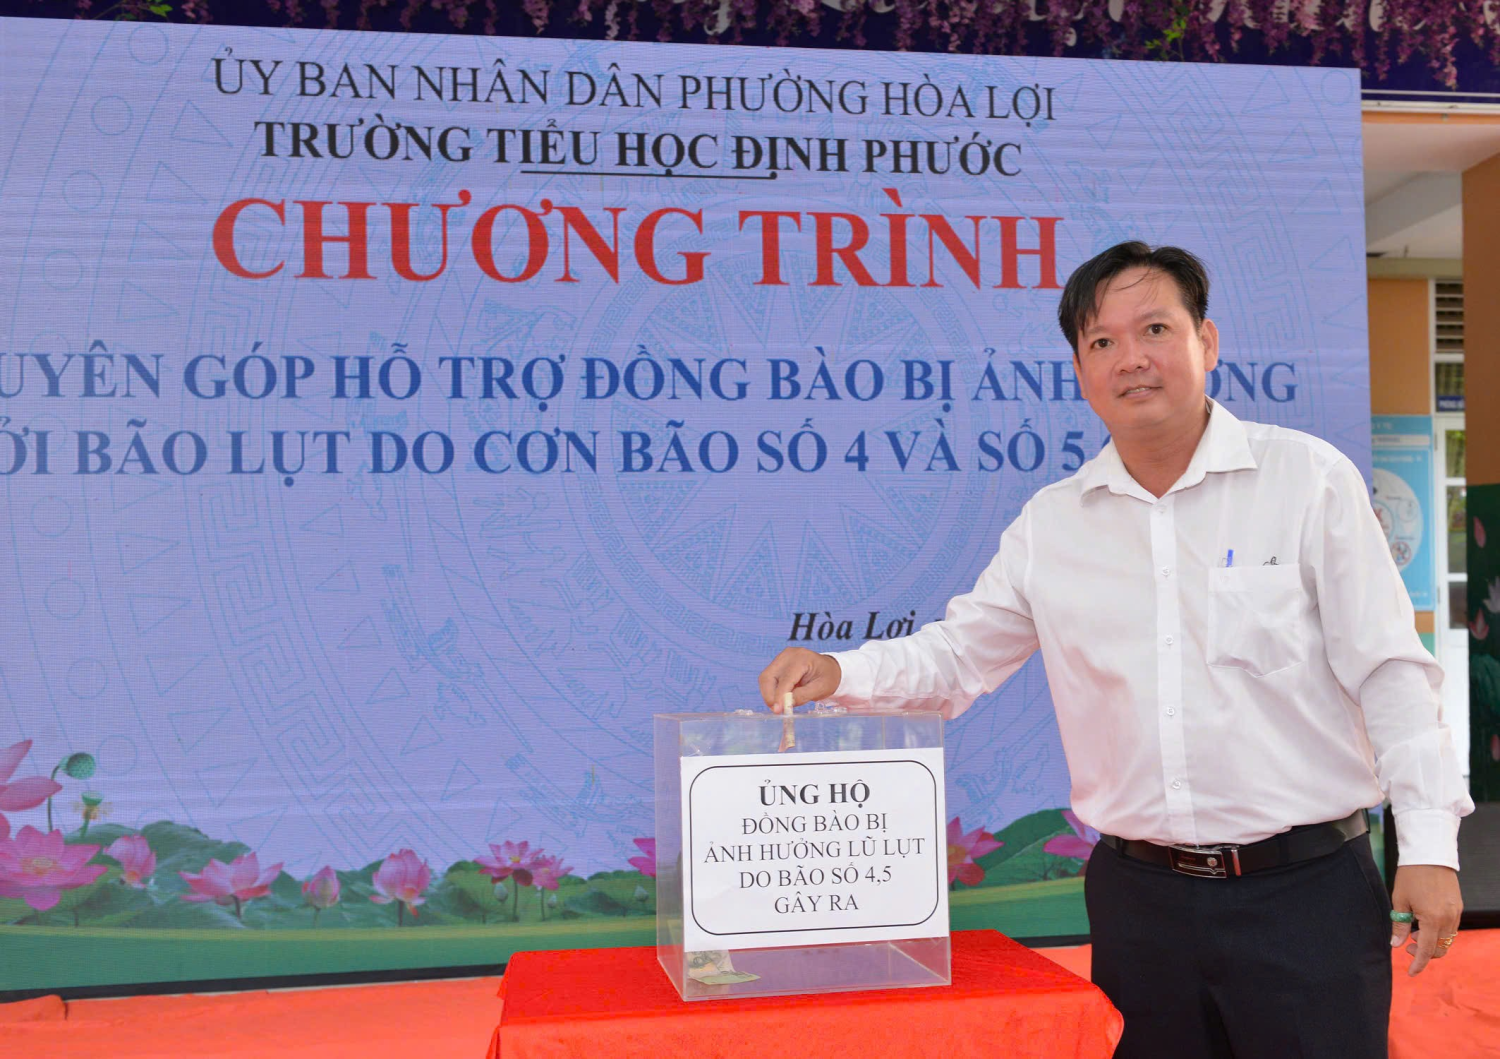 ỦY BAN NHÂN DÂN PHƯỜNG HÒA LỢI
TRƯỜNG TIỂU HỌC ĐỊNH PHƯỚC
CHƯƠNG TRÌNH
UYÊN GÓP HỖ TRỢ ĐỒNG BÀO BỊ ẢNH ƯỞNG
ỞI BÃO LỤT DO CƠN BÃO SỐ 4 VÀ SỐ 5
Hòa Lợi,
ỦNG HỘ
ĐỒNG BÀO BỊ
ẢNH HƯỞNG LŨ LỤT
DO BÃO SỐ 4,5
GÂY RA